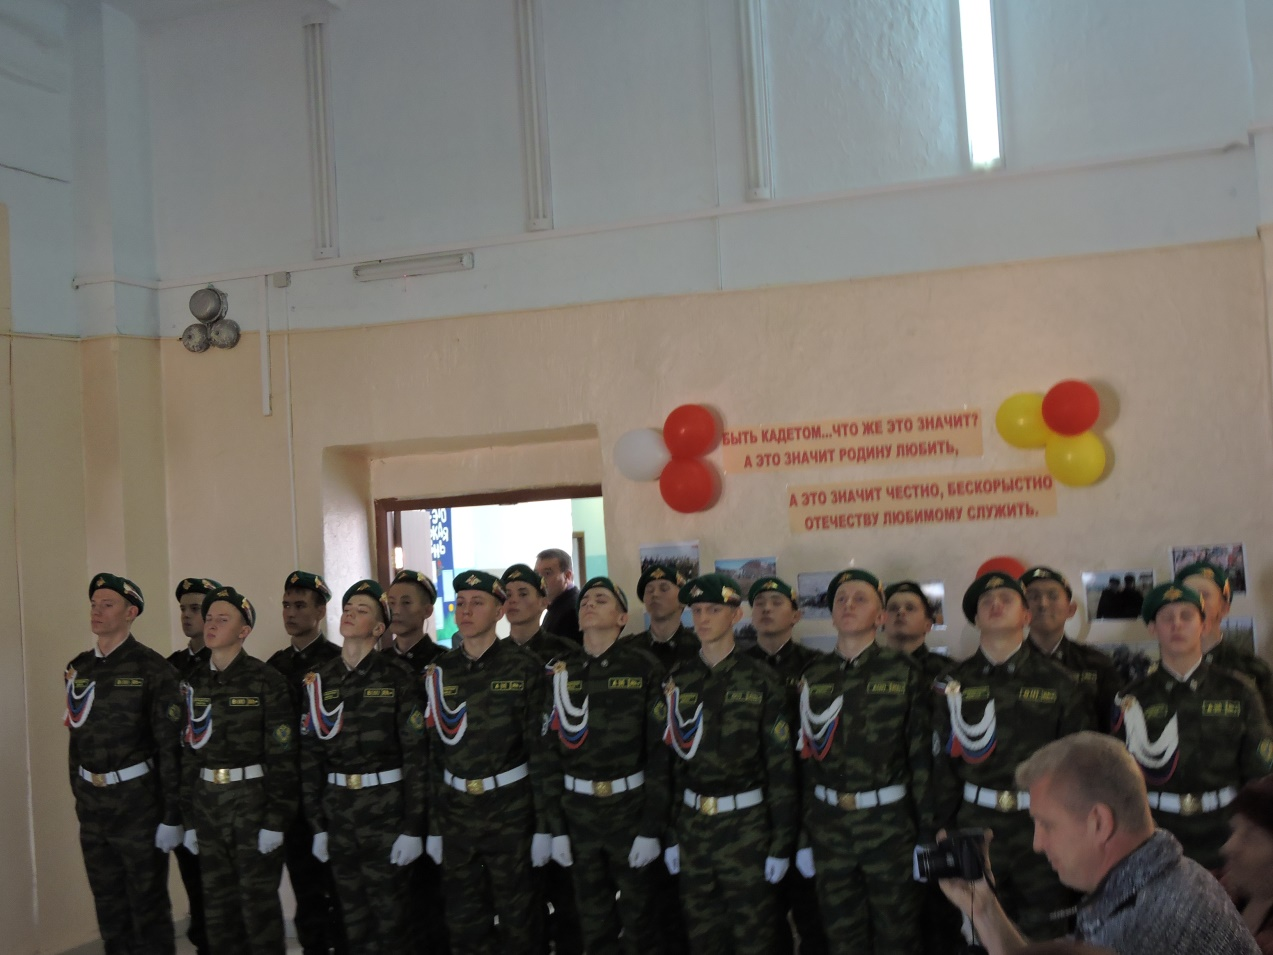 БЫТЬ КАДЕТОМ...ЧТО ЖЕ ЭТО ЗНАЧИТ?
А ЭТО ЗНАЧИТ РОДИНУ ЛЮБИТЬ,
А ЭТО ЗНАЧИТ ЧЕСТНО, БЕСКОРЫСТНО
ОТЕЧЕСТВУ ЛЮБИМОМУ СЛУЖИТЬ.